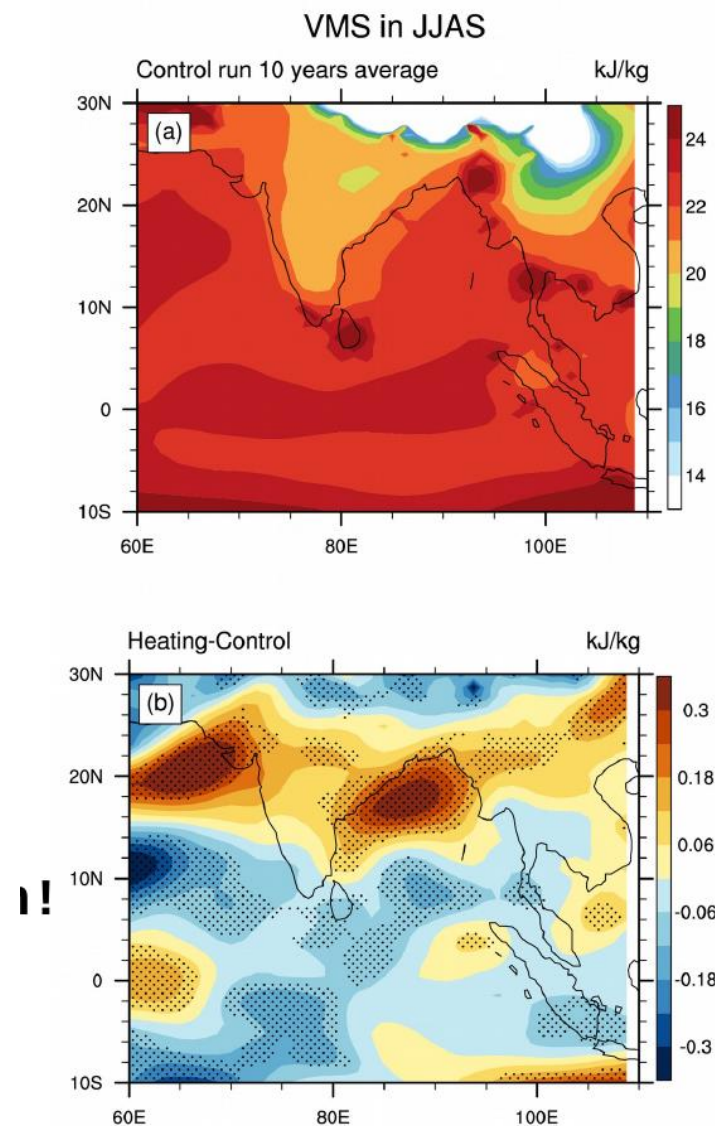 VMS in JJAS
Control run 10 years average kJ/kg
(a)
30N
20N
10N
0
10S
60E 80E 100E
24
22
20
18
16
14
Heating-Control kJ/kg
(b)
30N
20N
10N
0
10S
60E 80E 100E
0.3
0.18
0.06
-0.06
-0.18
-0.3
!